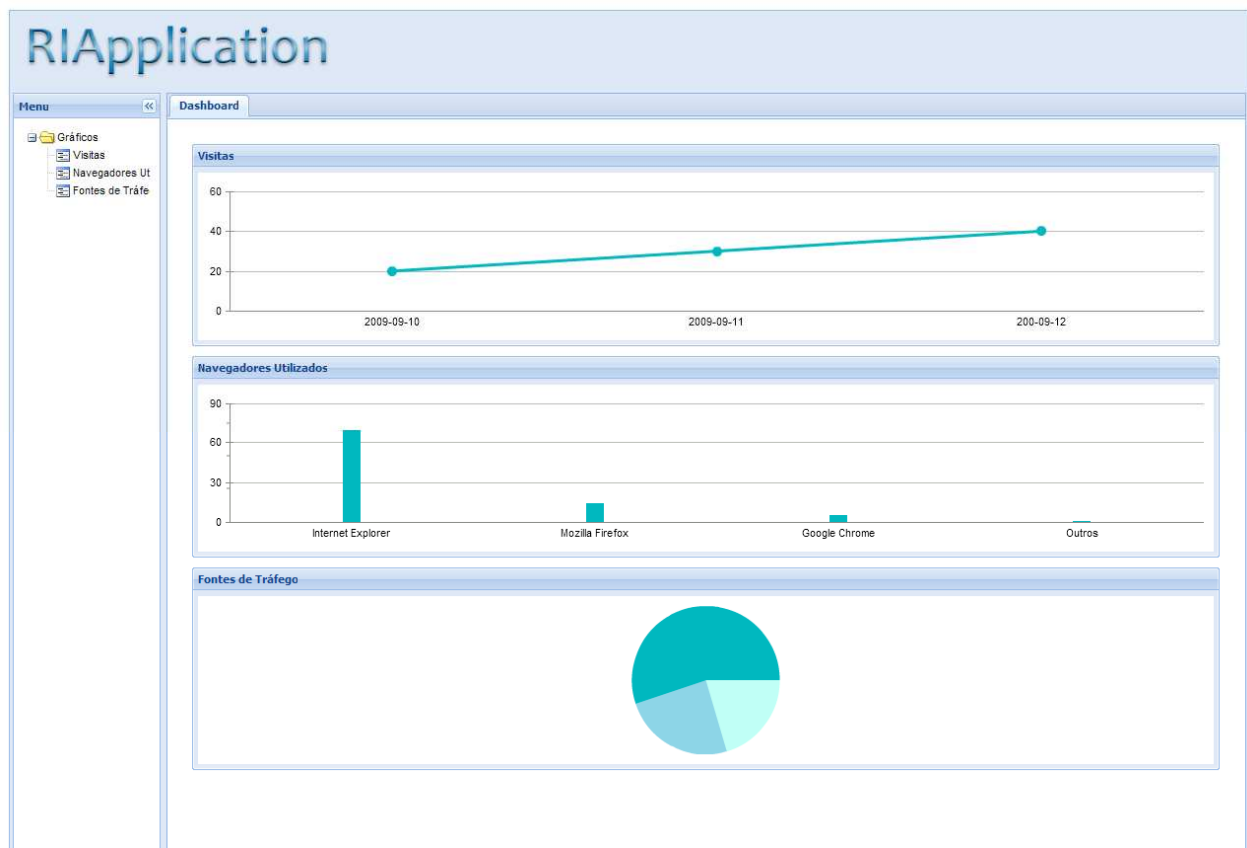 RIApplication
Menu
Dashboard
Gráficos
Visitas
Navegadores Ut
Fontes de Tráfe
Visitas
60
40
20
0
2009-09-10 2009-09-11 200-09-12
Navegadores Utilizados
90
60
30
0
Internet Explorer Mozilla Firefox Google Chrome Outros
Fontes de Tráfego